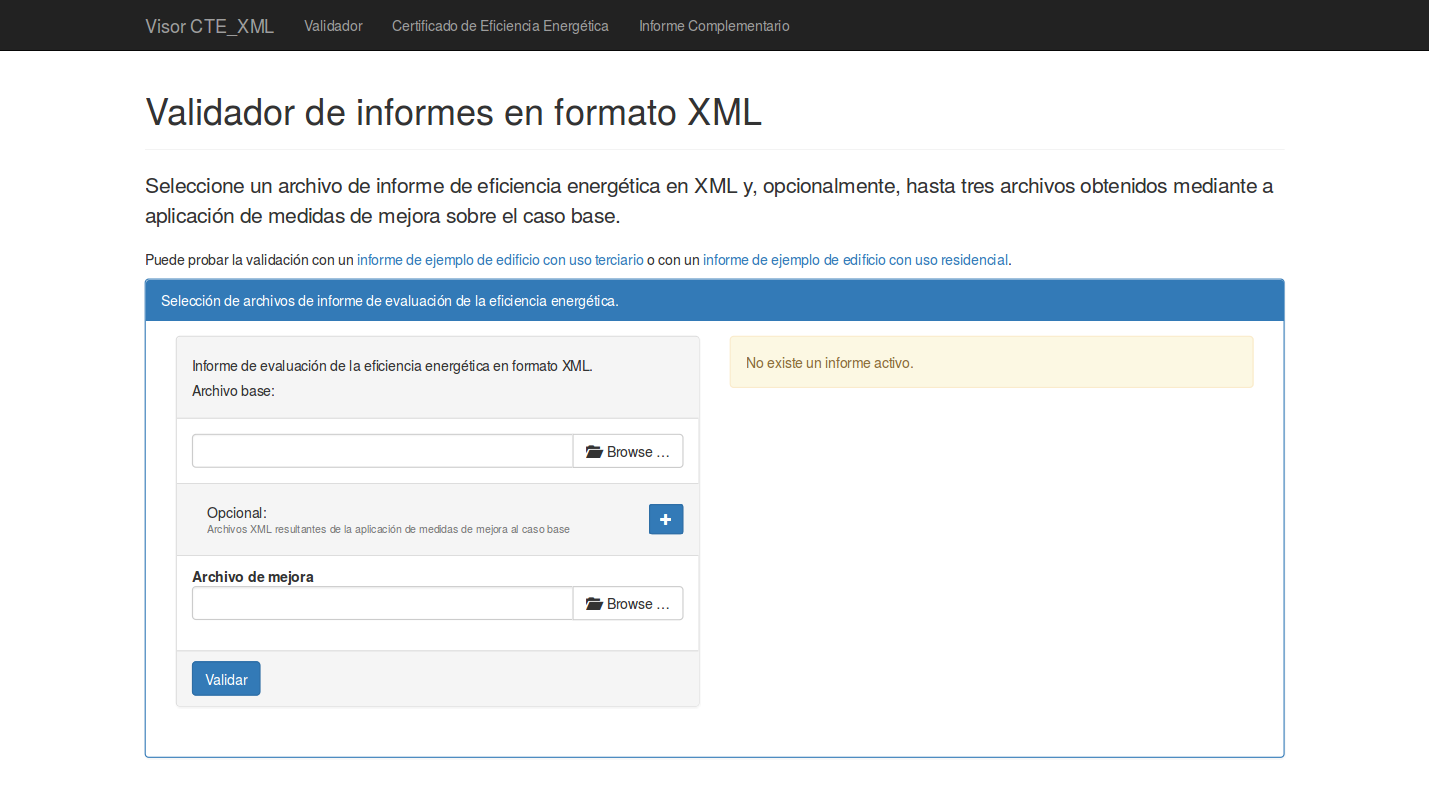 Visor CTE_XML Validador Certificado de Eficiencia Energética Informe Complementario
Validador de informes en formato XML
Seleccione un archivo de informe de eficiencia energética en XML y, opcionalmente, hasta tres archivos obtenidos mediante a
aplicación de medidas de mejora sobre el caso base.
Puede probar la validación con un informe de ejemplo de edificio con uso terciario o con un informe de ejemplo de edificio con uso residencial.
Selección de archivos de informe de evaluación de la eficiencia energética.
Informe de evaluación de la eficiencia energética en formato XML.
Archivo base:
Browse …
Opcional:
Archivos XML resultantes de la aplicación de medidas de mejora al caso base
Archivo de mejora
Browse …
Validar
No existe un informe activo.